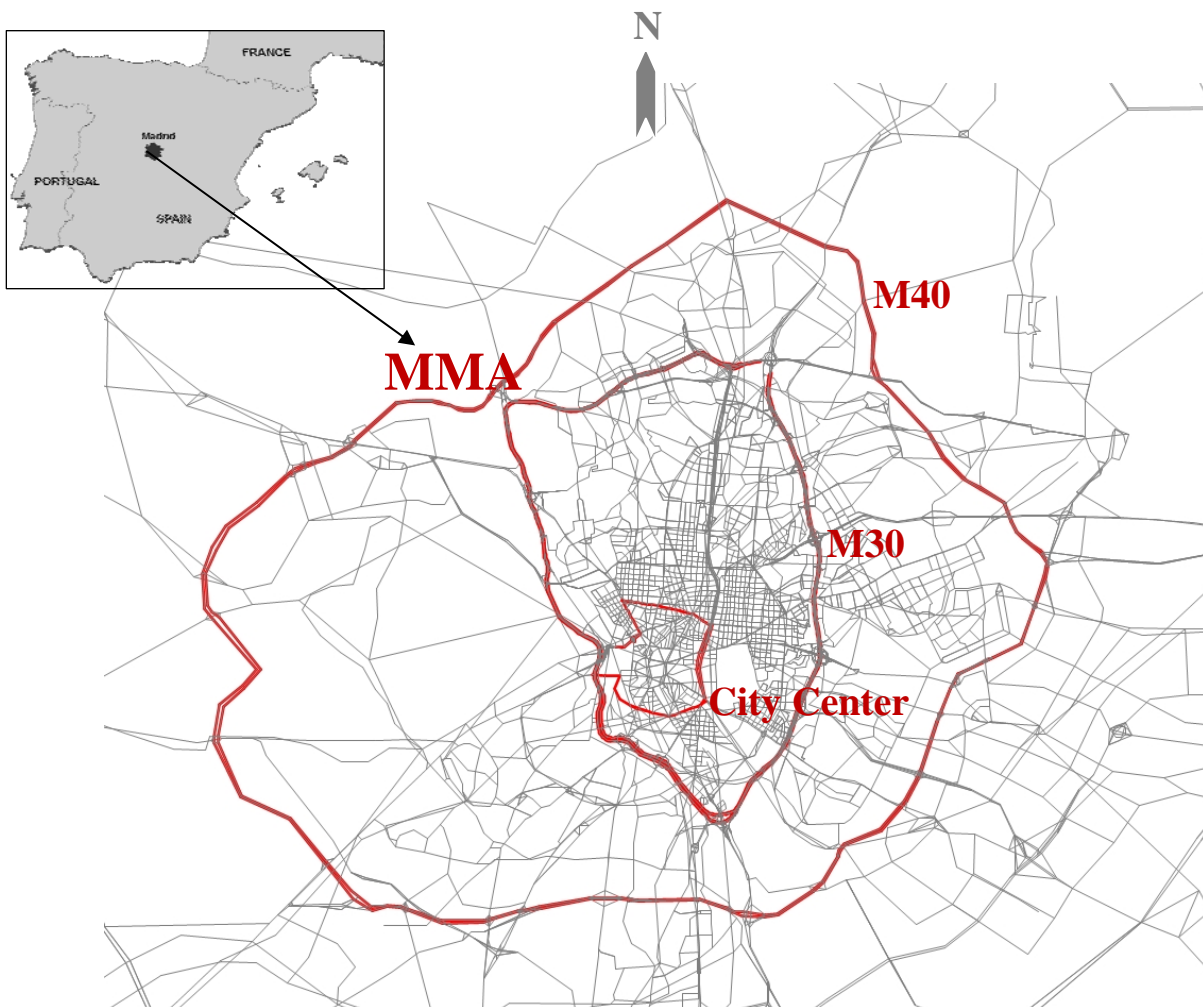 N
FRANCE
Madrid
PORTUGAL
SPAIN
M40
MMA
M30
City Center